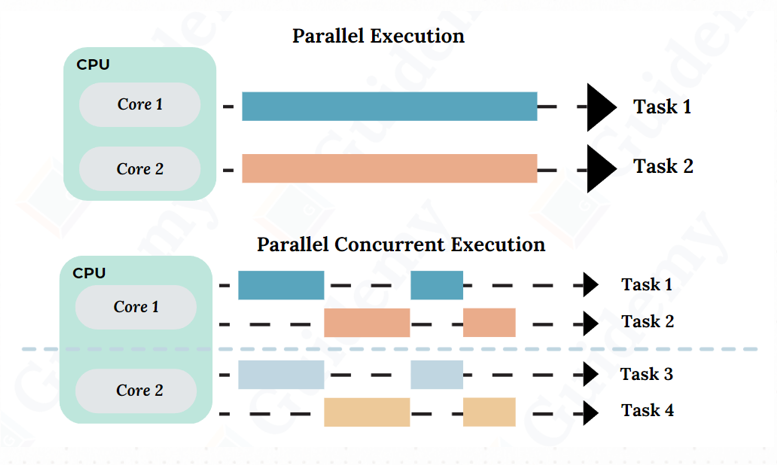 Parallel Execution
CPU
Core 1
Task 1
Core 2
Task 2
Parallel Concurrent Execution
CPU
Core 1
Task 1
Task 2
Core 2
Task 3
Task 4
Guidemy